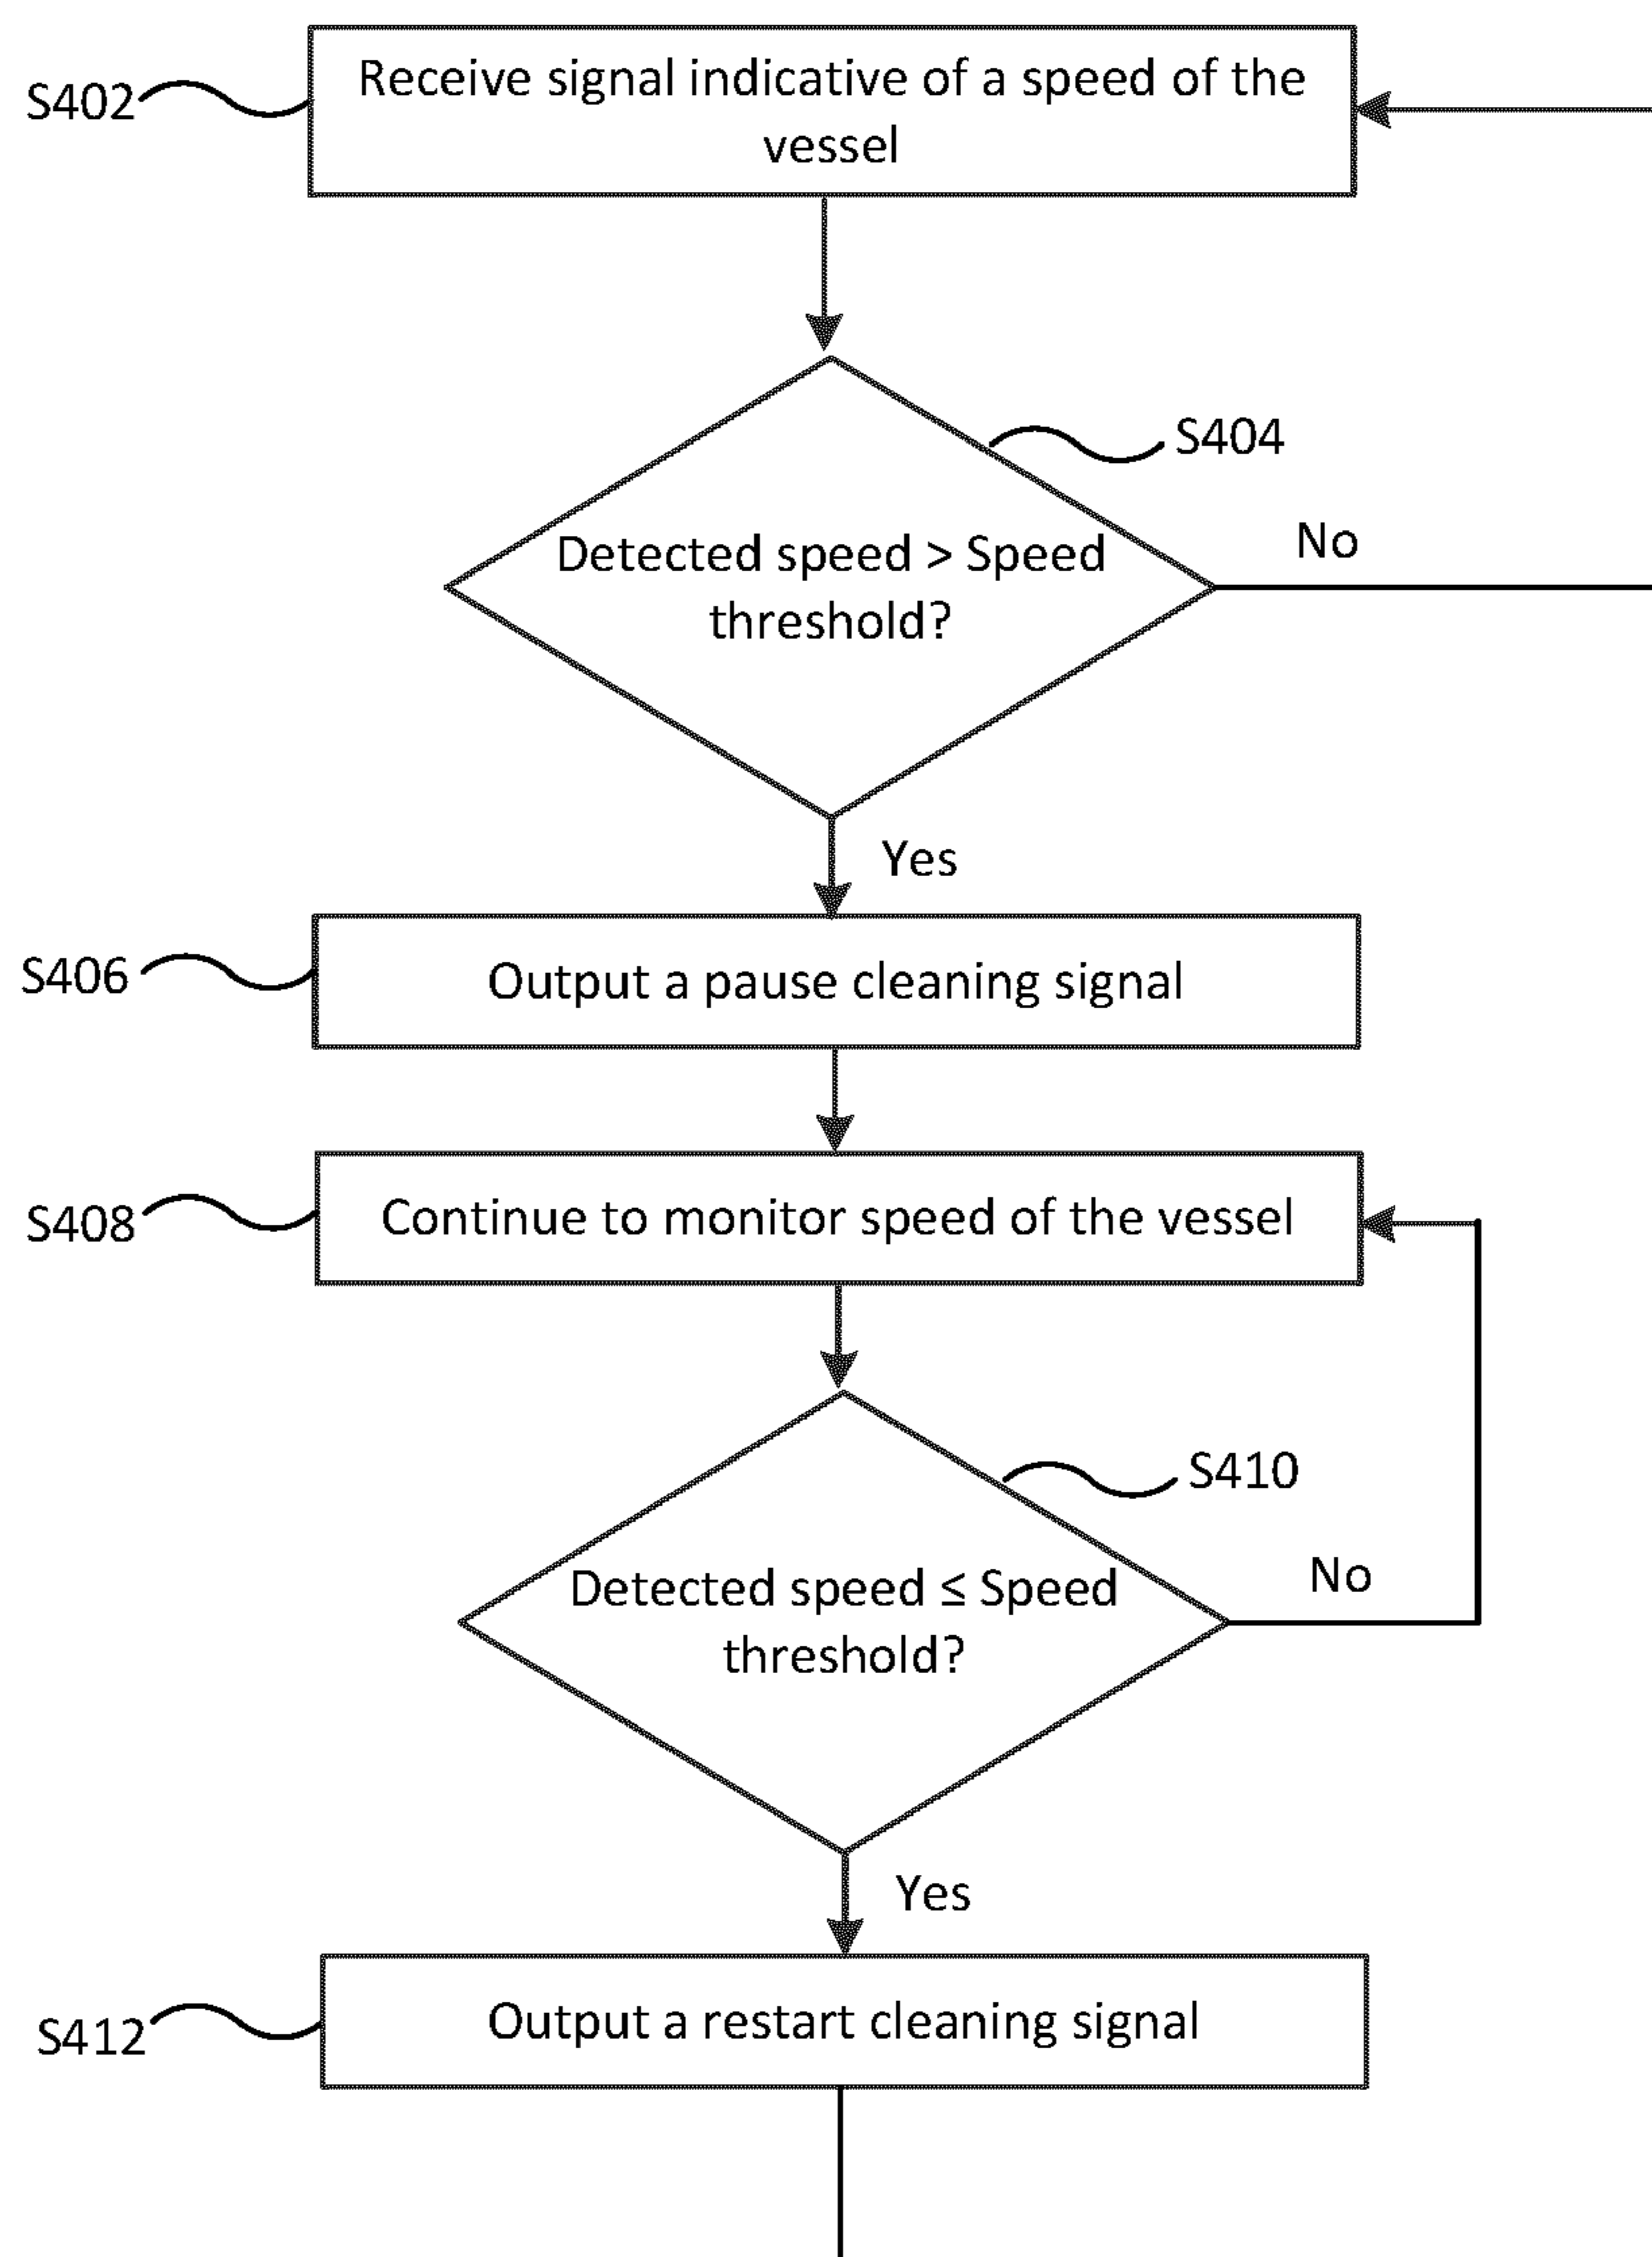 S402
Receive signal indicative of a speed of the
vessel
S404
Detected speed > Speed
threshold?
No
Yes
S406
Output a pause cleaning signal
S408
Continue to monitor speed of the vessel
S410
Detected speed ≤ Speed
threshold?
No
Yes
S412
Output a restart cleaning signal